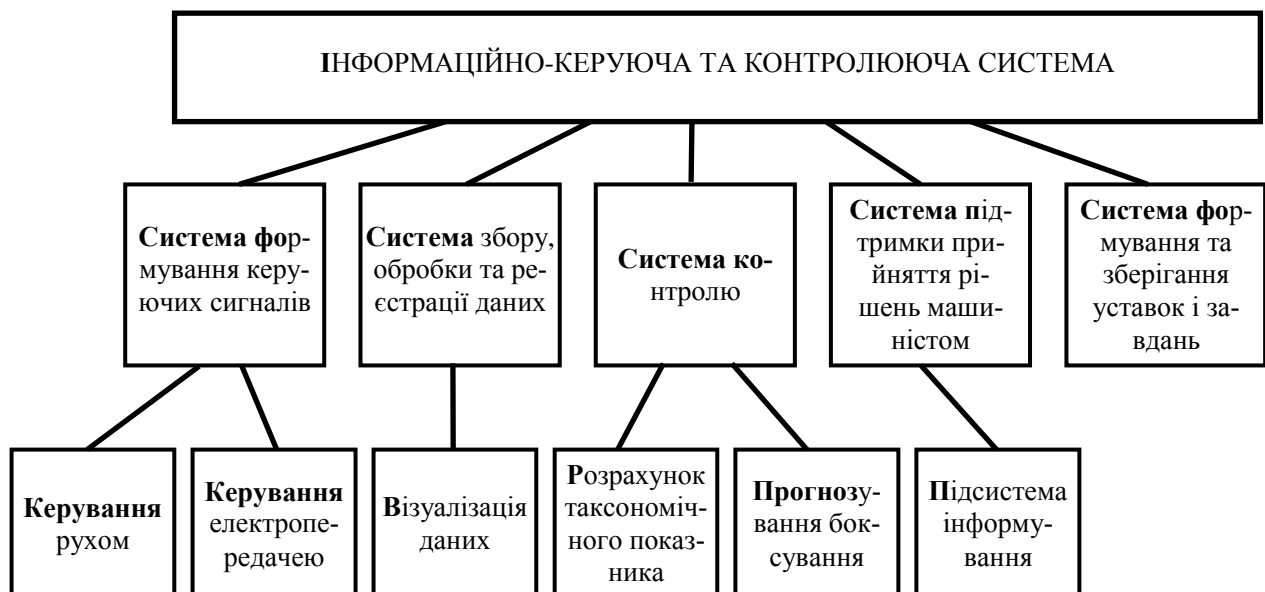 ІНФОРМАЦІЙНО-КЕРУЮЧА ТА КОНТРОЛЮЮЧА СИСТЕМА
Система фор-
мування керу-
ючих сигналів
Система збору,
обробки та ре-
єстрації даних
Система ко-
нтролю
Система під-
тримки при-
йняття рі-
шень маши-
ністом
Система фор-
мування та
зберігання
уставок і за-
вдань
Керування
рухом
Керування
електропе-
редачею
Візуалізація
даних
Розрахунок
таксономіч-
ного показ-
ника
Прогнозу-
вання бок-
сування
Підсистема
інформу-
вання